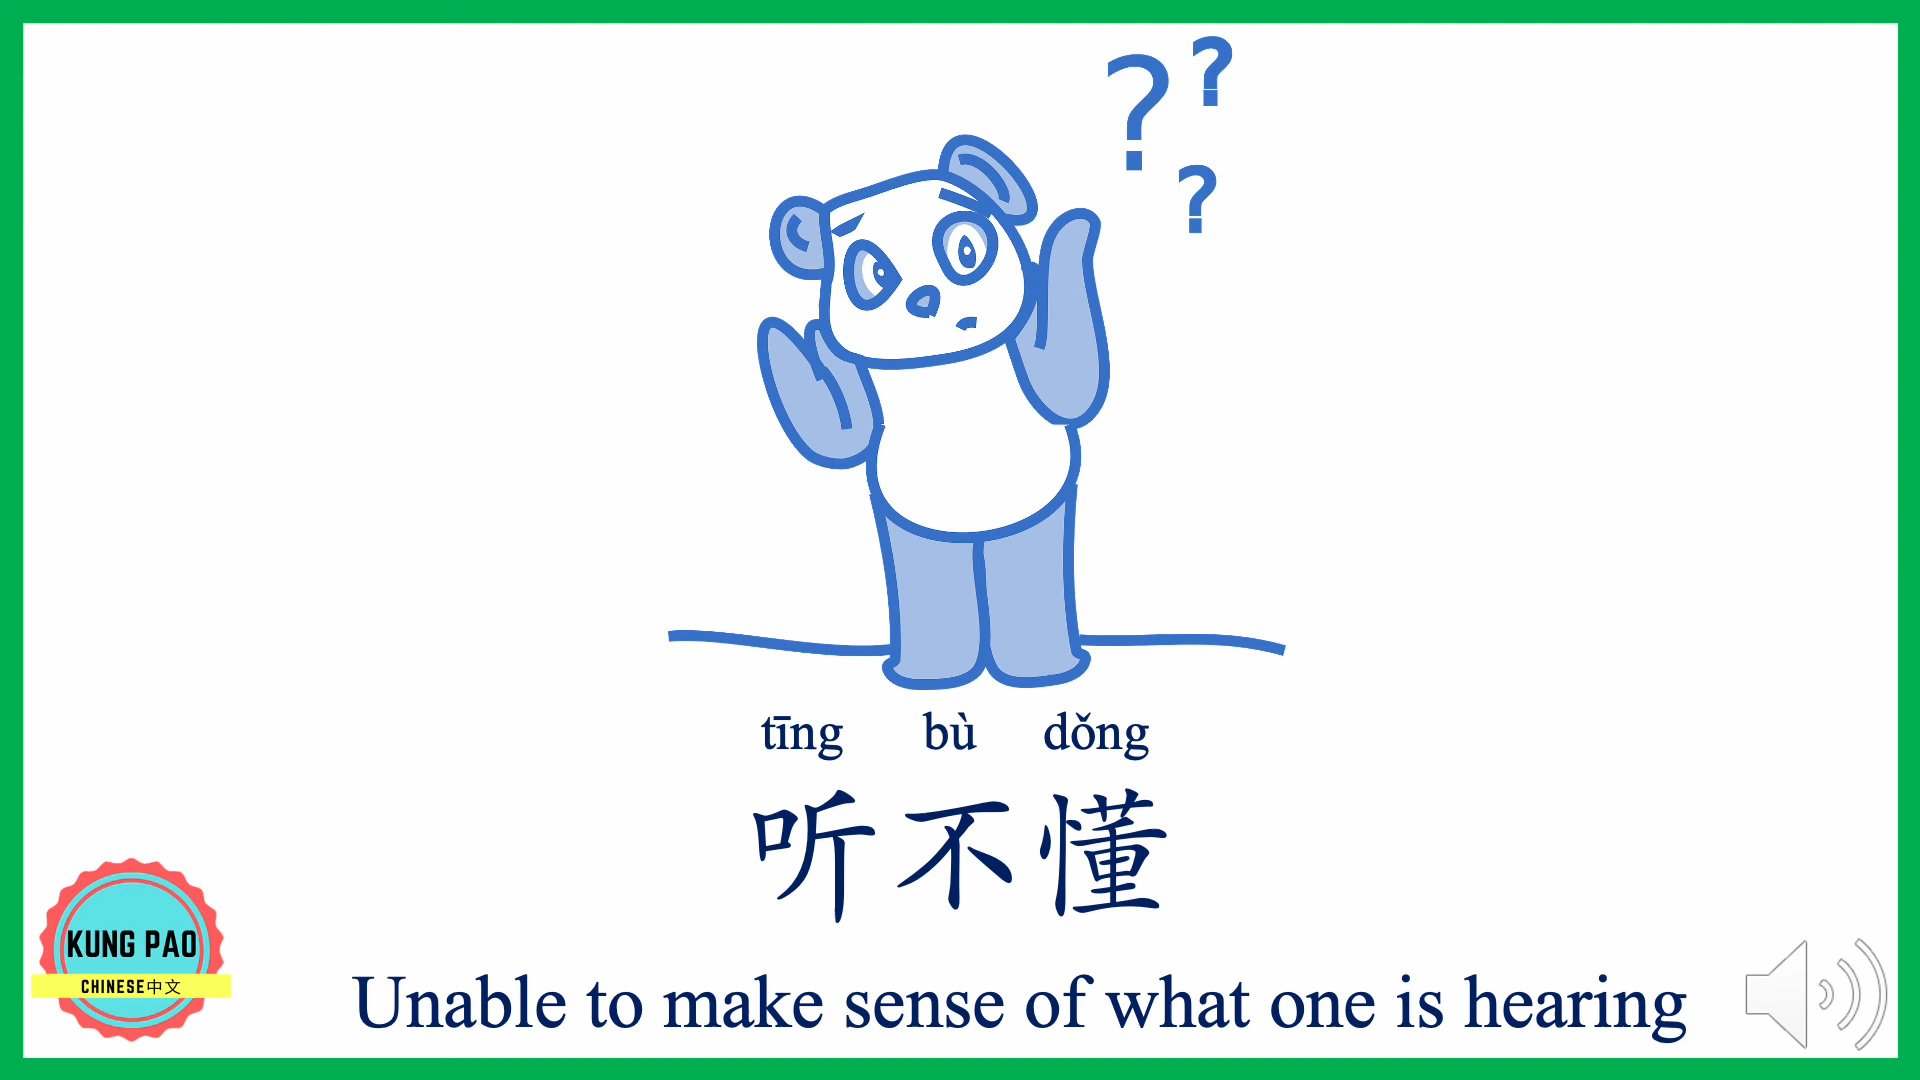 ?
?
?
tīng bù dǒng
听不懂
KUNG PAO
CHINESE中文
Unable to make sense of what one is hearing